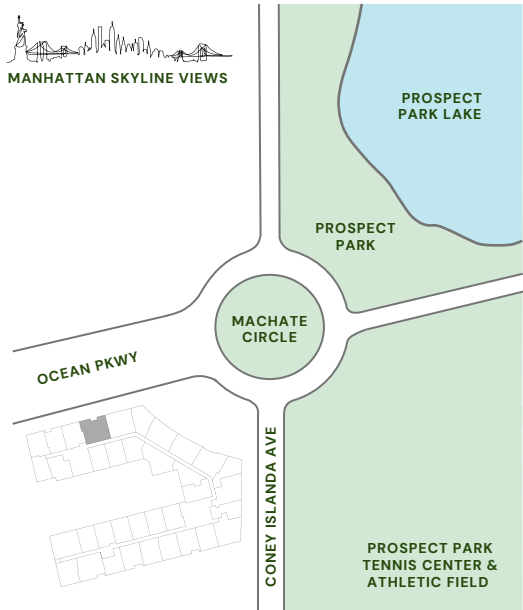 MANHATTAN SKYLINE VIEWS
PROSPECT
PARK LAKE
PROSPECT
PARK
MACHATE
CIRCLE
OCEAN PKWY
CONEY ISLANDA AVE
PROSPECT PARK
TENNIS CENTER &
ATHLETIC FIELD